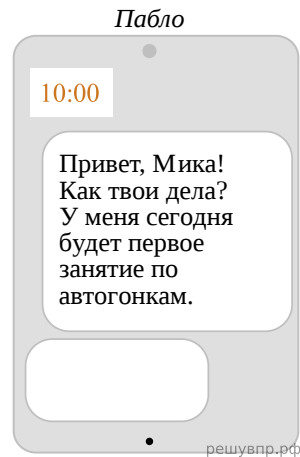 Пабло
10:00
Привет, Мика!
Как твои дела?
У меня сегодня
будет первое
занятие по
автогонкам.
решувпр.рф